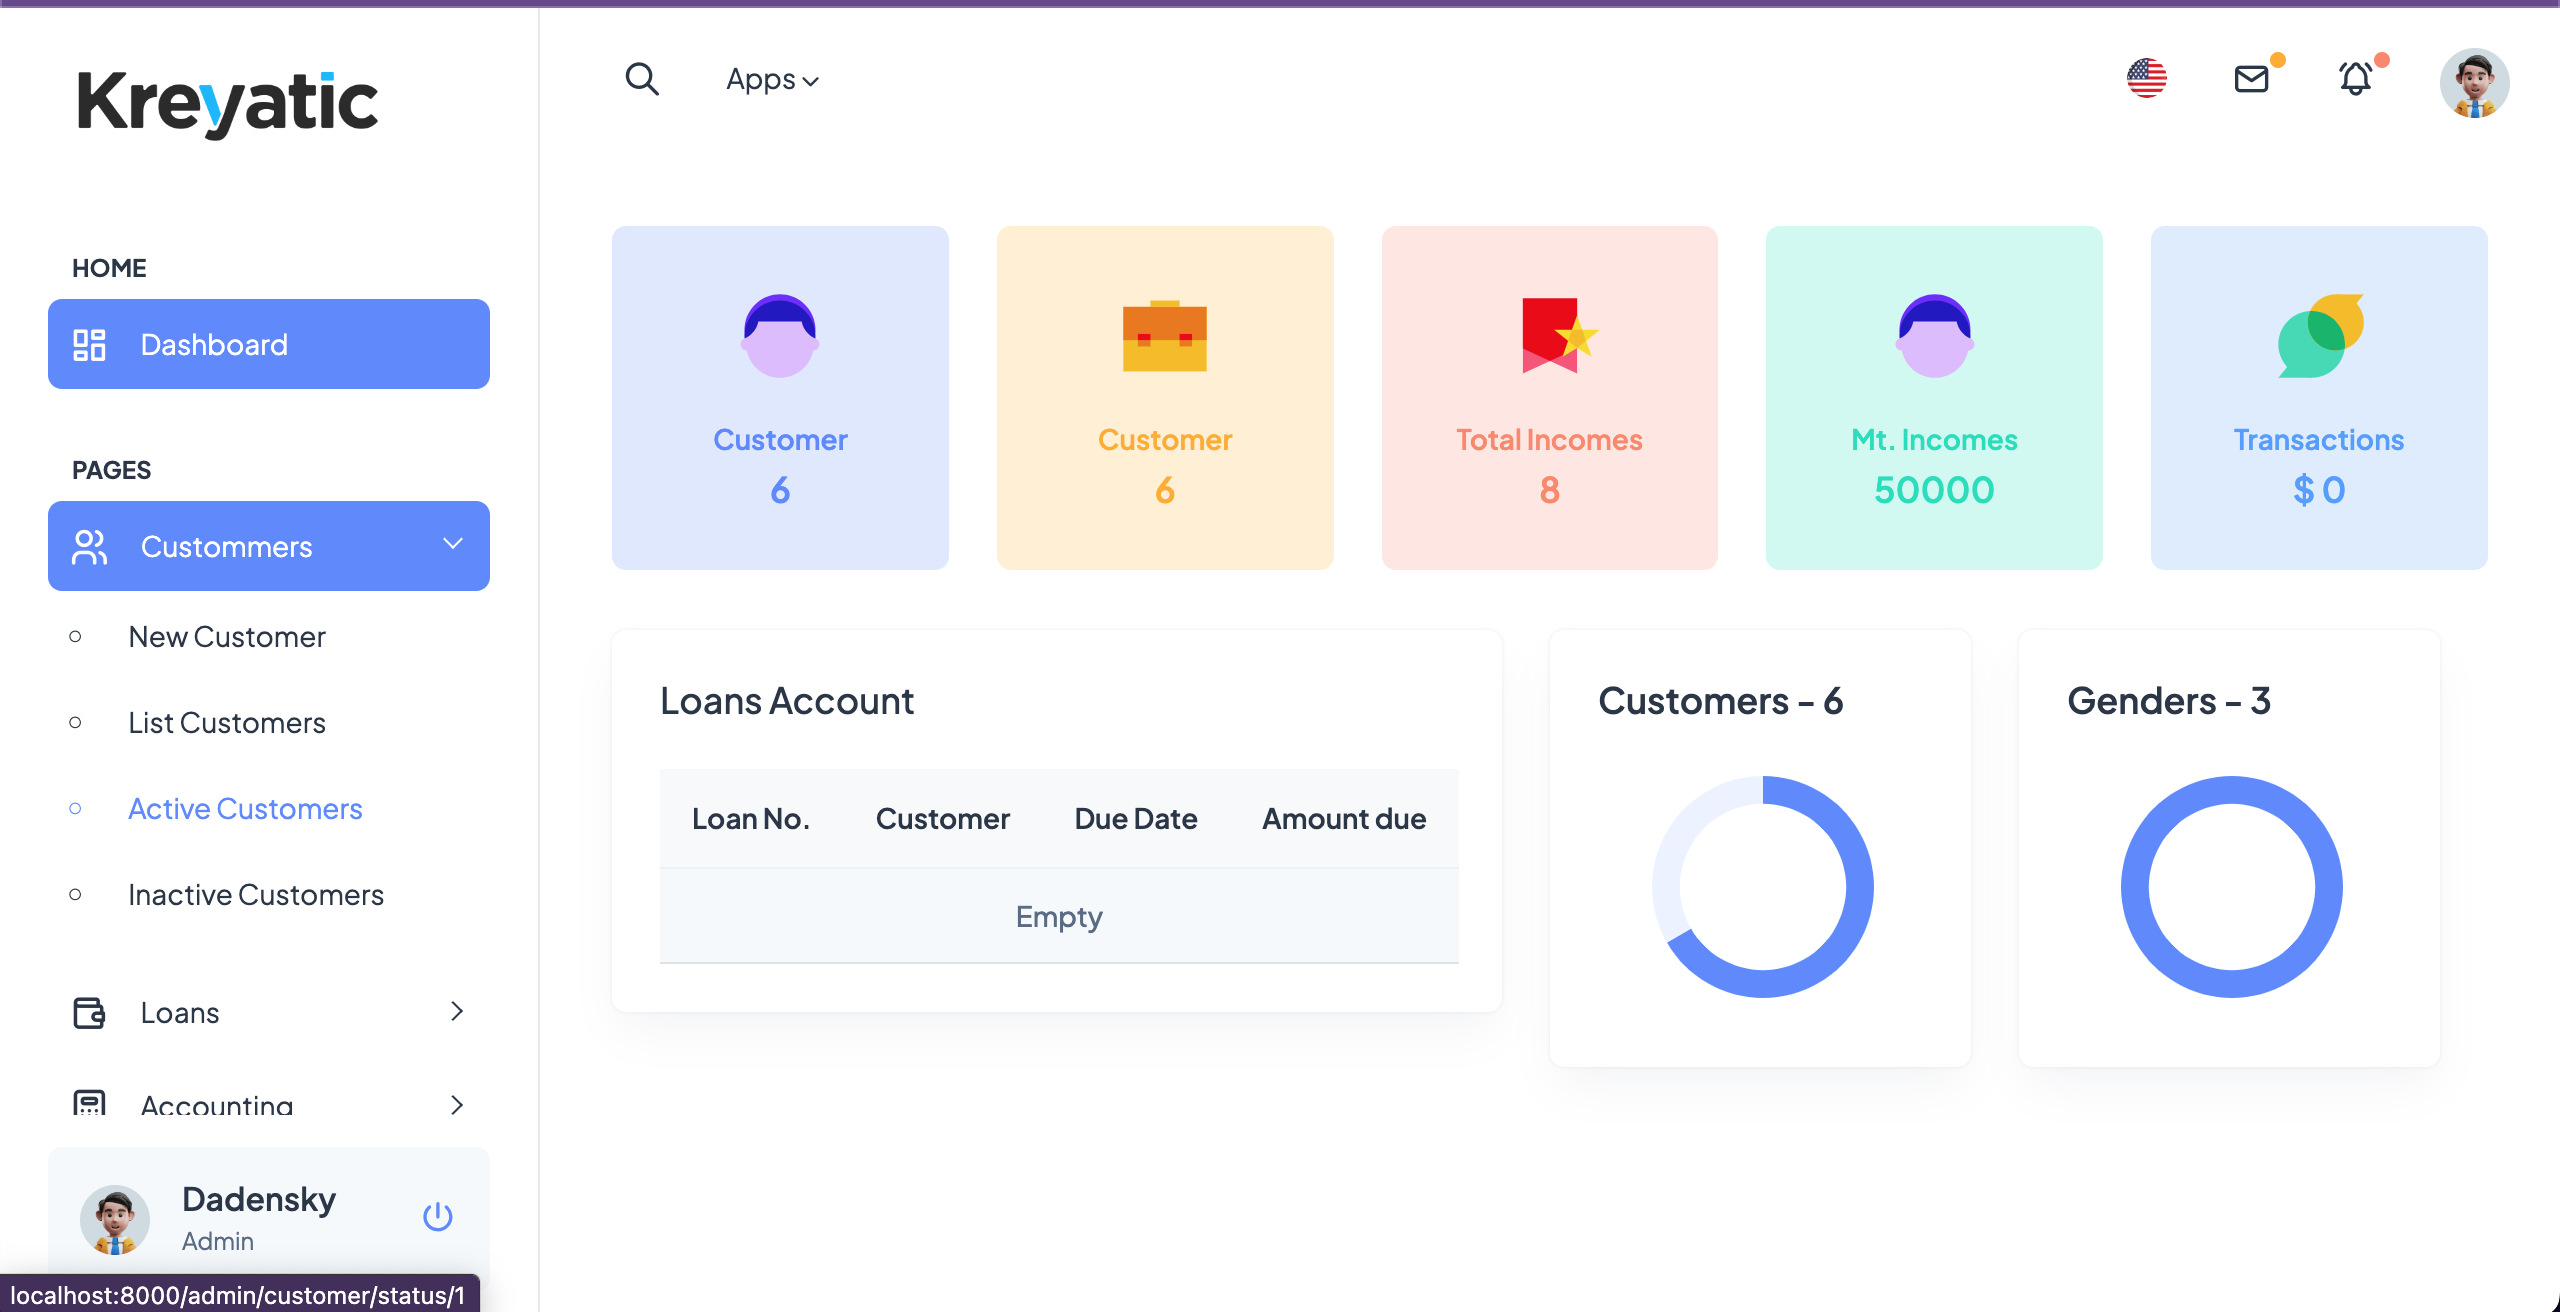 Kreyatic
HOME
Dashboard
PAGES
Custommers
New Customer
List Customers
Active Customers
Inactive Customers
Loans
Accounting
Dadensky
Admin
localhost:8000/admin/customer/status/1
Apps
Customer
6
Customer
6
Total Incomes
8
Mt. Incomes
50000
Transactions
$ 0
Loans Account
Loan No. Customer Due Date Amount due
Empty
Customers - 6
Genders - 3